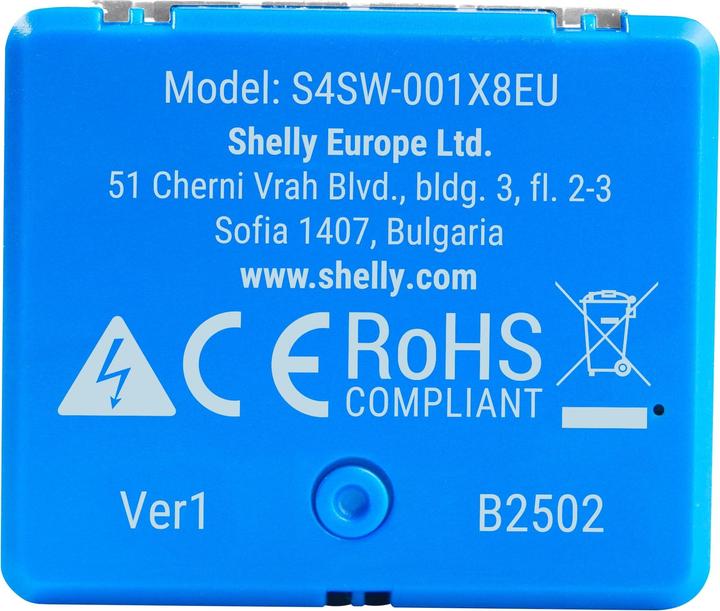 Model: S4SW-001X8EU
Shelly Europe Ltd.
51 Cherni Vrah Blvd., bldg. 3, fl. 2-3
Sofia 1407, Bulgaria
www.shelly.com
CE RoHS
COMPLIANT
Ver1 B2502